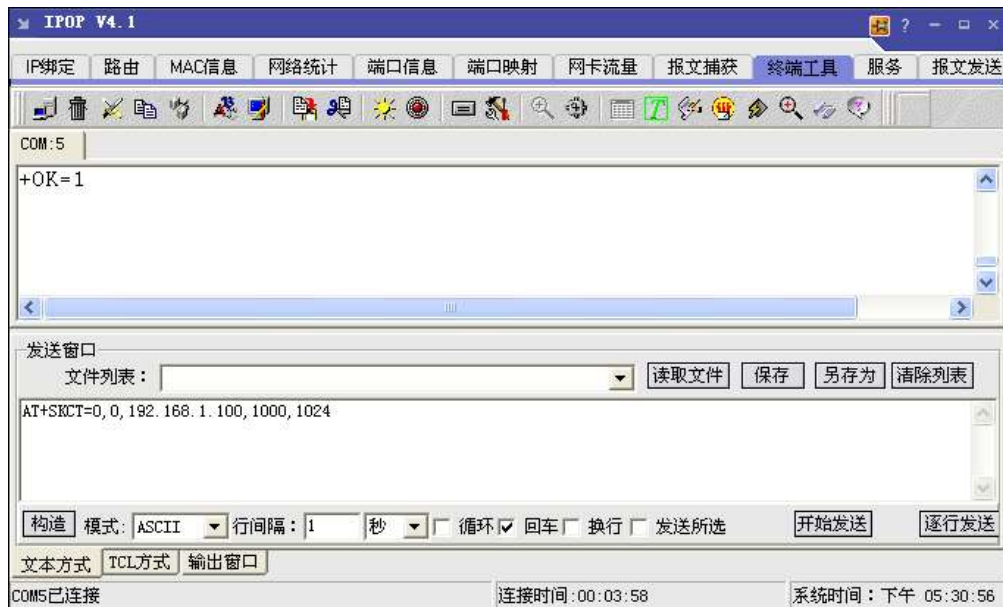 IPOP V4.1
IP绑定 路由 MAC信息 网络统计 端口信息 端口映射 网卡流量 报文捕获 终端工具 服务 报文发送
COM:5
+OK=1
发送窗口
文件列表： 读取文件 保存 另存为 清除列表
AT+SKCT=0,0,192.168.1.100,1000,1024
构造 模式: ASCII 行间隔：1 秒 循环 回车 换行 发送所选 开始发送 逐行发送
文本方式 TCL方式 输出窗口
COM5已连接 连接时间:00:03:58 系统时间：下午 05:30:56